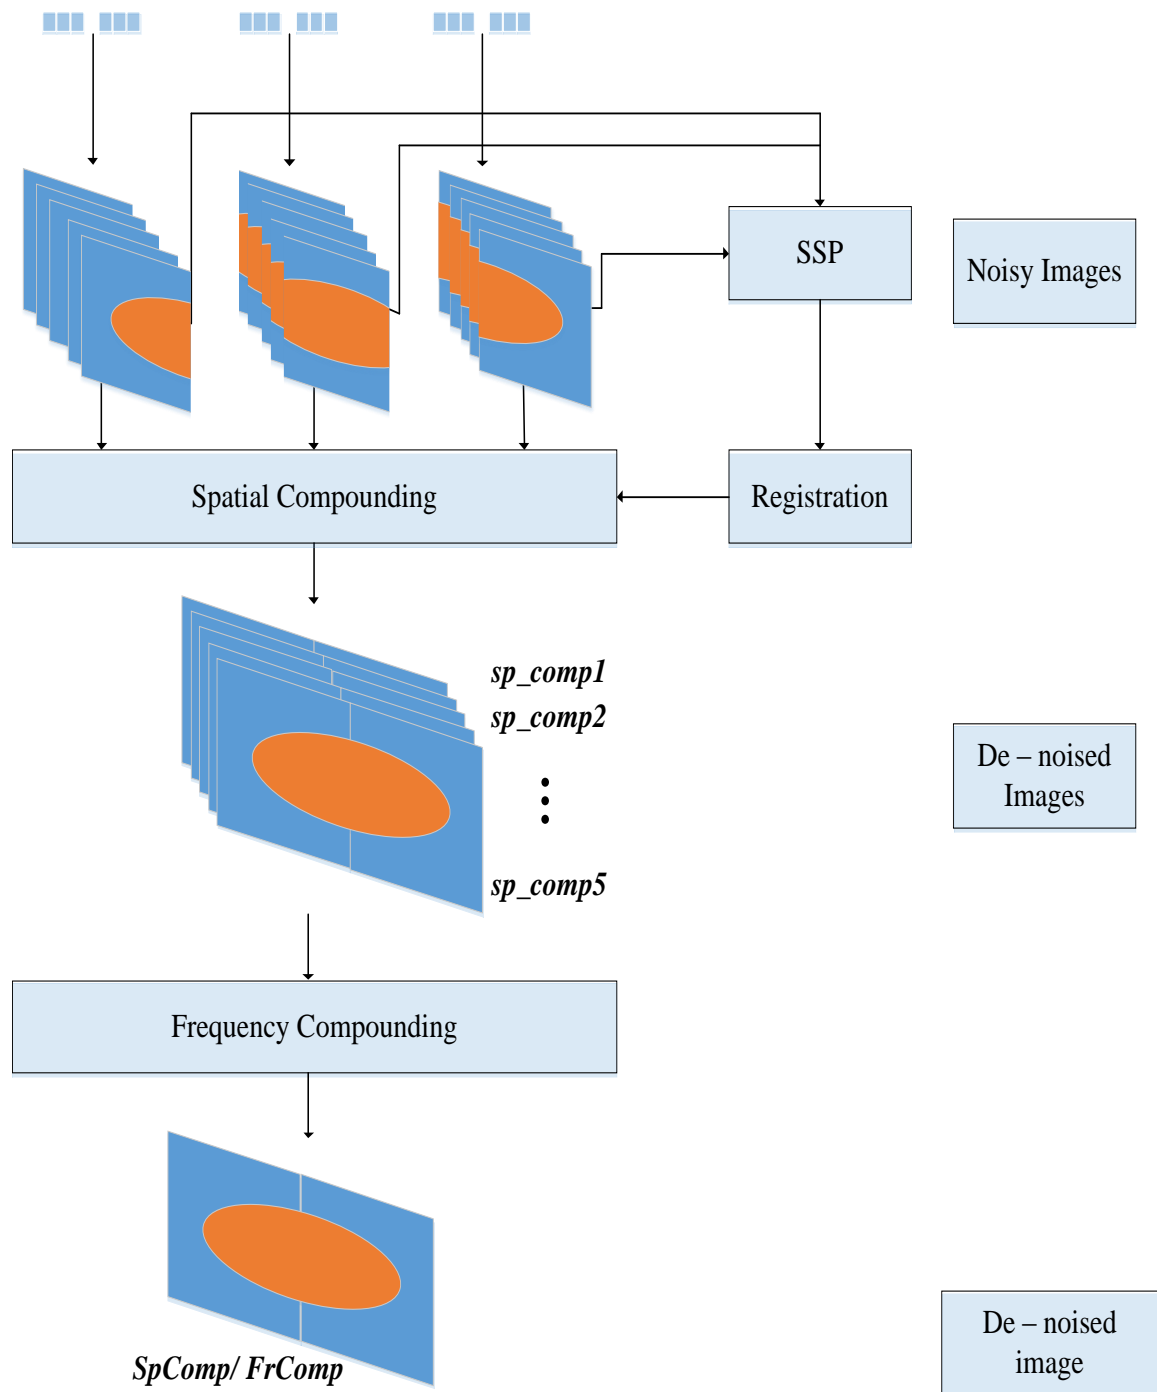 SSP
Noisy Images
Spatial Compounding
Registration
sp_comp1
sp_comp2
sp_comp5
De – noised
Images
Frequency Compounding
SpComp/ FrComp
De – noised
image